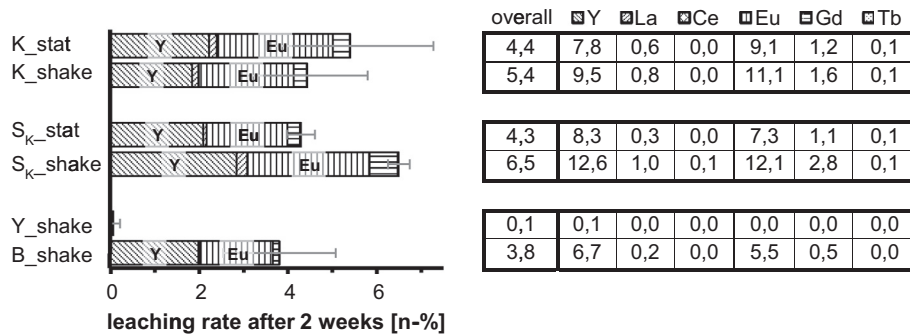 overall Y La Ce Eu Gd Tb
K_stat Y Eu 4,4 7,8 0,6 0,0 9,1 1,2 0,1
K_shake Y Eu 5,4 9,5 0,8 0,0 11,1 1,6 0,1
S_K_stat Y Eu 4,3 8,3 0,3 0,0 7,3 1,1 0,1
S_K_shake Y Eu 6,5 12,6 1,0 0,1 12,1 2,8 0,1
Y_shake 0,1 0,1 0,0 0,0 0,0 0,0 0,0
B_shake Y Eu 3,8 6,7 0,2 0,0 5,5 0,5 0,0
0 2 4 6
leaching rate after 2 weeks [n-%]